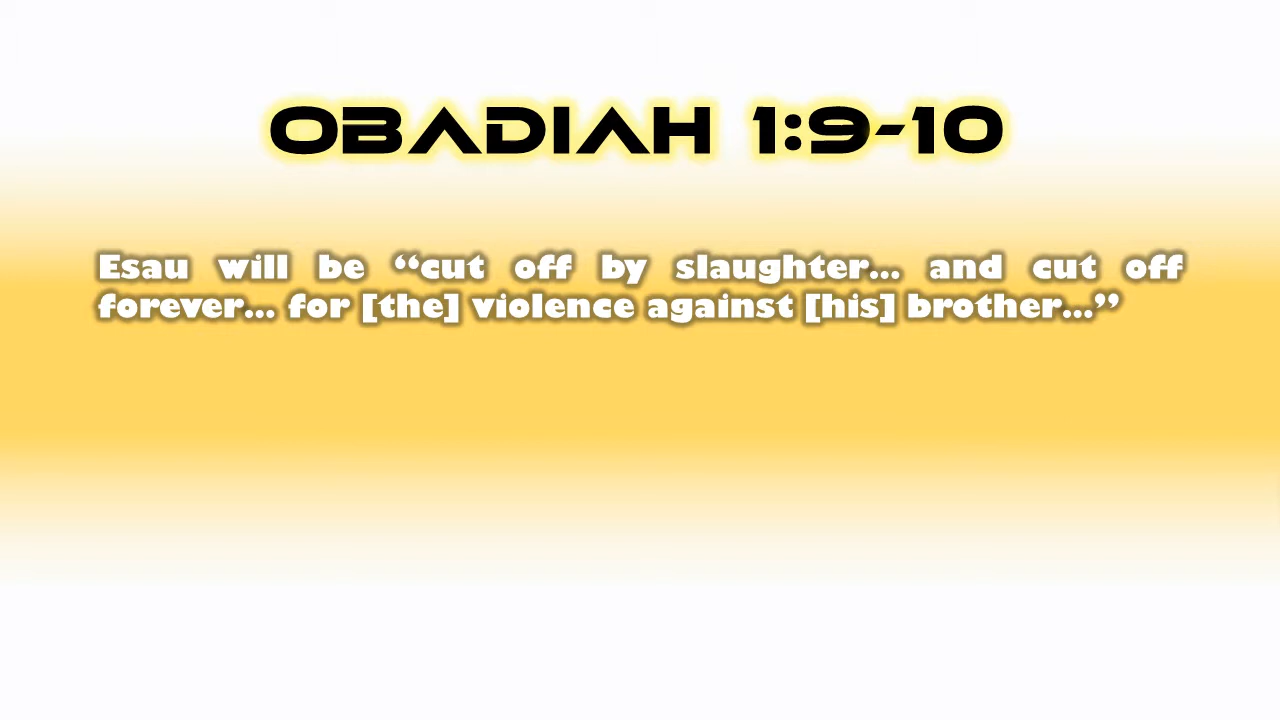 OBADIAH 1:9-10
Esau will be “cut off by slaughter... and cut off
forever... for [the] violence against [his] brother...”